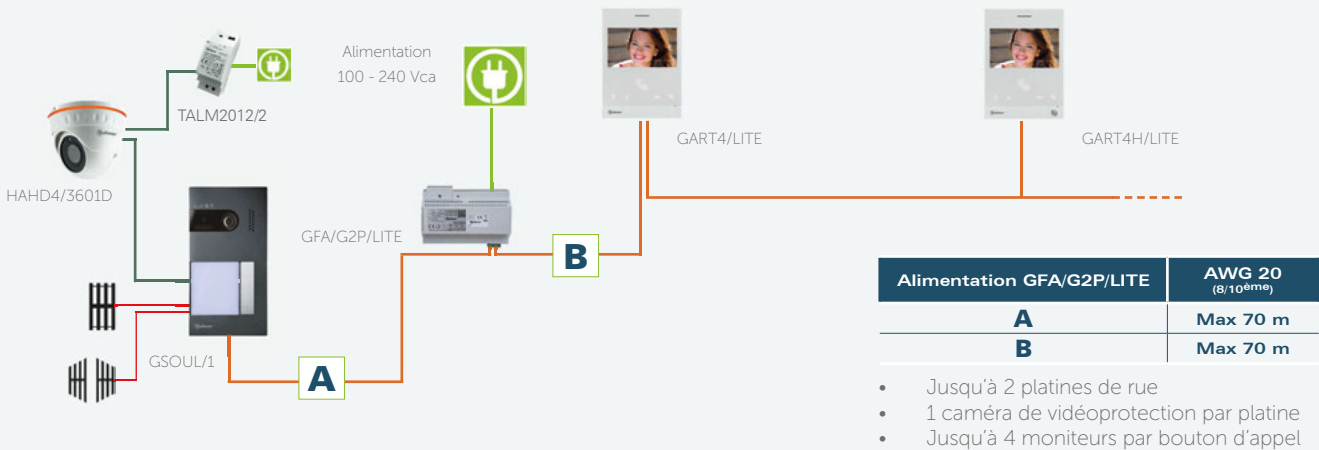 Alimentation
100 - 240 Vca
TALM2012/2
HAHD4/3601D
GART4/LITE
GART4H/LITE
GFA/G2P/LITE
B
GSOUL/1
A
Alimentation GFA/G2P/LITE
AWG 20
(8/10ème)
A
Max 70 m
B
Max 70 m
• Jusqu'à 2 platines de rue
• 1 caméra de vidéoprotection par platine
• Jusqu'à 4 moniteurs par bouton d'appel